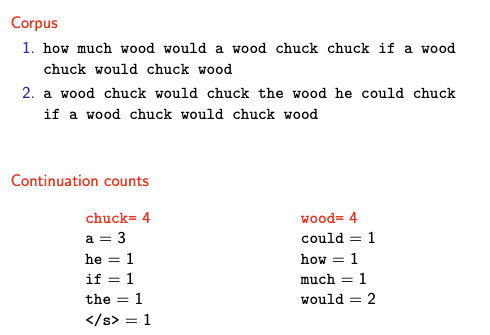 Corpus
1. how much wood would a wood chuck chuck if a wood
chuck would chuck wood
2. a wood chuck would chuck the wood he could chuck
if a wood chuck would chuck wood
Continuation counts
chuck= 4
a = 3
he = 1
if = 1
the = 1
</s> = 1
wood= 4
could = 1
how = 1
much = 1
would = 2